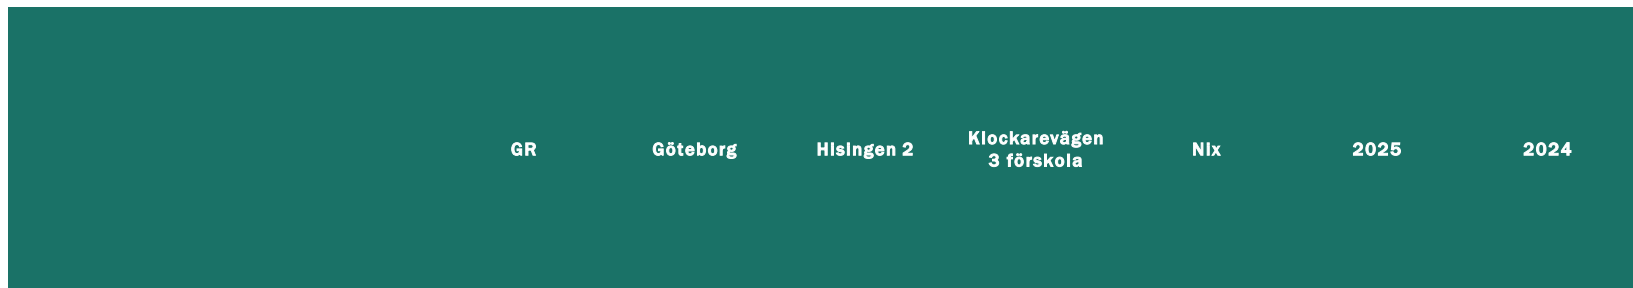 GR Göteborg Hisingen 2 Klockarevägen
3 förskola Nix 2025 2024